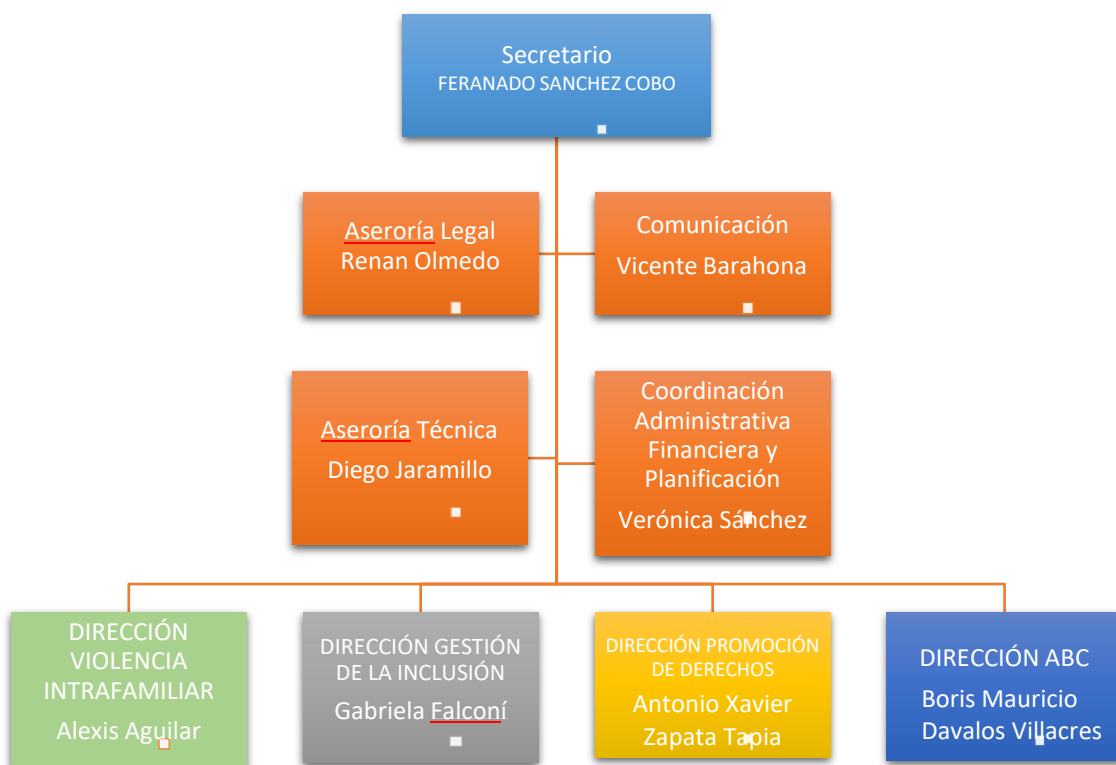 Secretario
FERANADO SANCHEZ COBO
Aseroría Legal
Renan Olmedo
Comunicación
Vicente Barahona
Aseroría Técnica
Diego Jaramillo
Coordinación
Administrativa
Financiera y
Planificación
Verónica Sánchez
DIRECCIÓN
VIOLENCIA
INTRAFAMILIAR
Alexis Aguilar
DIRECCIÓN GESTIÓN
DE LA INCLUSIÓN
Gabriela Falconí
DIRECCIÓN PROMOCIÓN
DE DERECHOS
Antonio Xavier
Zapata Tapia
DIRECCIÓN ABC
Boris Mauricio
Davalos Villacres